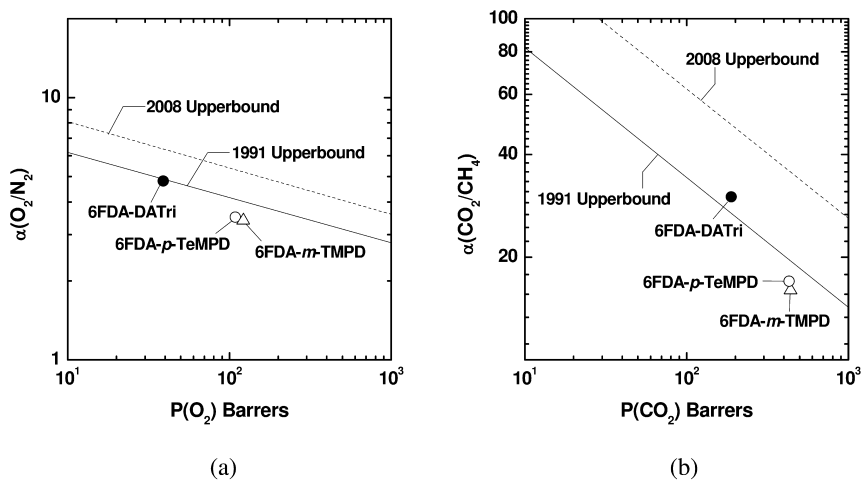 10
1
α(O₂/N₂)
2008 Upperbound
1991 Upperbound
6FDA-DATri
6FDA-p-TeMPD
6FDA-m-TMPD
10¹ 10² 10³
P(O₂) Barrers
(a)
100
80
60
40
20
α(CO₂/CH₄)
2008 Upperbound
1991 Upperbound
6FDA-DATri
6FDA-p-TeMPD
6FDA-m-TMPD
10¹ 10² 10³
P(CO₂) Barrers
(b)